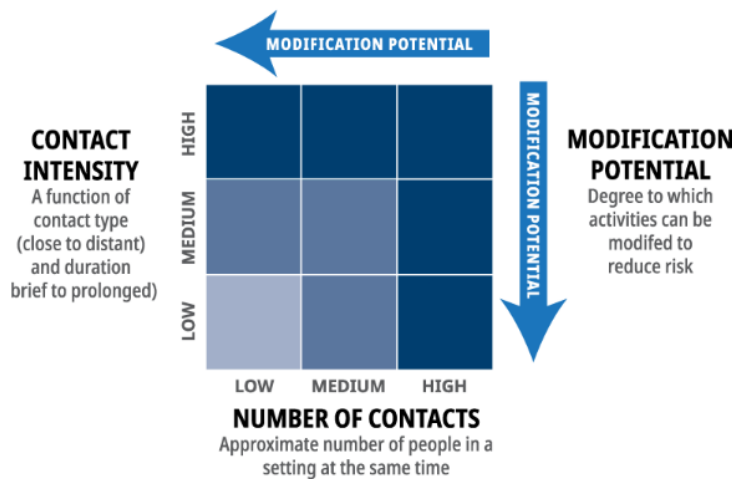 MODIFICATION POTENTIAL
CONTACT
INTENSITY
A function of
contact type
(close to distant)
and duration
brief to prolonged)
HIGH
MEDIUM
LOW
MODIFICATION POTENTIAL
MODIFICATION
POTENTIAL
Degree to which
activities can be
modifed to
reduce risk
LOW MEDIUM HIGH
NUMBER OF CONTACTS
Approximate number of people in a
setting at the same time